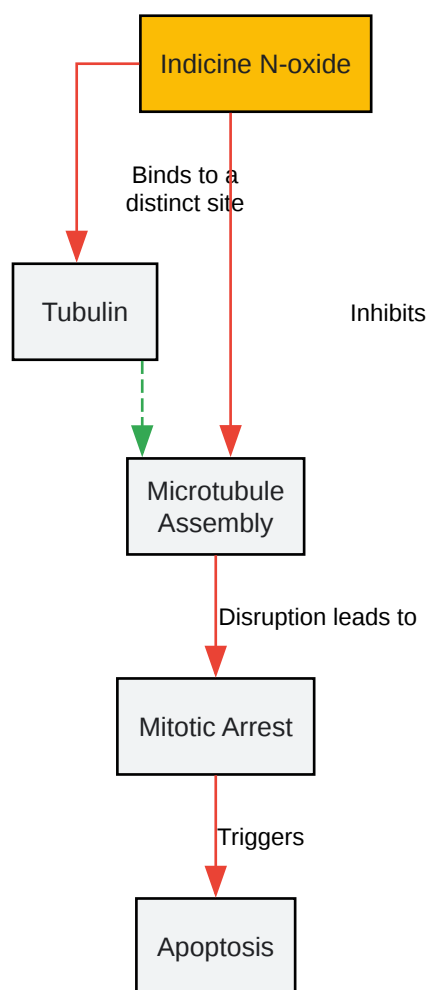 Indicine N-oxide
Binds to a
distinct site
Tubulin
Inhibits
Microtubule
Assembly
Disruption leads to
Mitotic Arrest
Triggers
Apoptosis